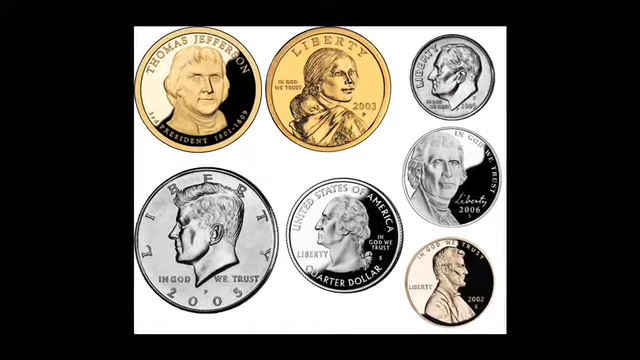 THOMAS JEFFERSON
3rd PRESIDENT 1801-1809
LIBERTY
IN GOD
WE TRUST
2003
P
LIBERTY
IN GOD
WE TRUST
2005
IN GOD WE TRUST
Liberty
2006
S
LIBERTY
IN GOD WE TRUST
P
2005
UNITED STATES OF AMERICA
LIBERTY
IN
GOD WE
TRUST
S
QUARTER DOLLAR
IN GOD WE TRUST
LIBERTY
2002
S